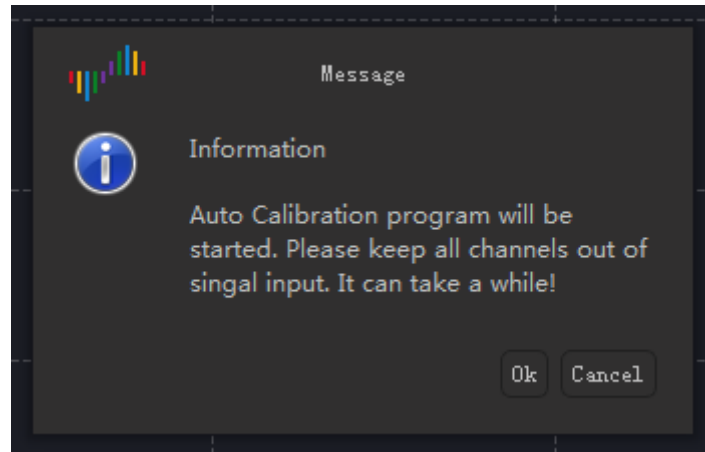 Message
Information
Auto Calibration program will be
started. Please keep all channels out of
singal input. It can take a while!
Ok Cancel